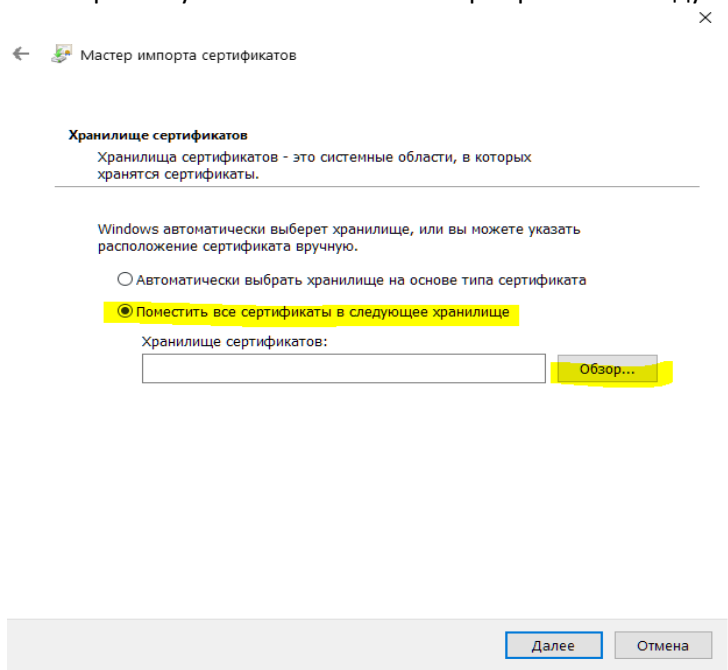 Мастер импорта сертификатов
Хранилище сертификатов
Хранилища сертификатов - это системные области, в которых
хранятся сертификаты.
Windows автоматически выберет хранилище, или вы можете указать
расположение сертификата вручную.
Автоматически выбрать хранилище на основе типа сертификата
Поместить все сертификаты в следующее хранилище
Хранилище сертификатов:
Обзор...
Далее
Отмена